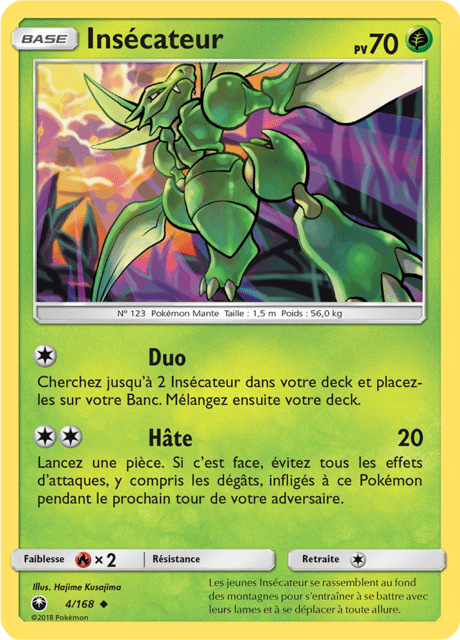 BASE Insécateur PV70
N° 123 Pokémon Mante Taille : 1,5 m Poids : 56,0 kg
Duo
Cherchez jusqu'à 2 Insécateur dans votre deck et placez-
les sur votre Banc. Mélangez ensuite votre deck.
Hâte 20
Lancez une pièce. Si c'est face, évitez tous les effets
d'attaques, y compris les dégâts, infligés à ce Pokémon
pendant le prochain tour de votre adversaire.
Faiblesse ×2 Résistance Retraite
Illus. Hajime Kusajima
4/168
©2018 Pokémon
Les jeunes Insécateur se rassemblent au fond
des montagnes pour s'entraîner à se battre avec
leurs lames et à se déplacer à toute allure.